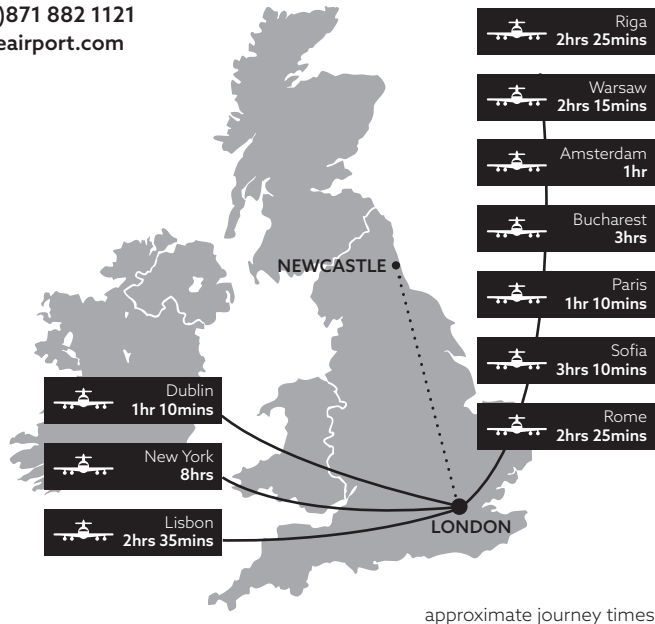 )871 882 1121
eairport.com
Riga
2hrs 25mins
Warsaw
2hrs 15mins
Amsterdam
1hr
Bucharest
3hrs
Paris
1hr 10mins
Sofia
3hrs 10mins
Rome
2hrs 25mins
NEWCASTLE
Dublin
1hr 10mins
New York
8hrs
Lisbon
2hrs 35mins
LONDON
approximate journey times